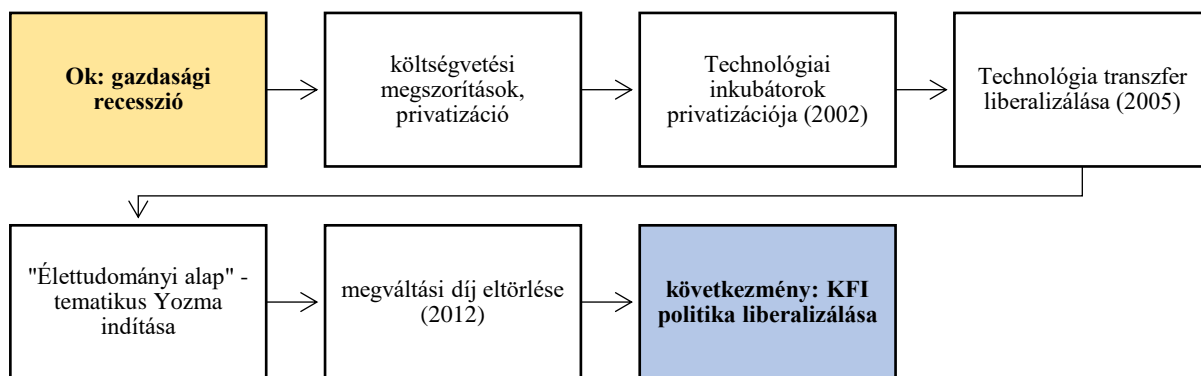 Ok: gazdasági
recesszió
költségvetési
megszorítások,
privatizáció
Technológiai
inkubátorok
privatizációja (2002)
Technológia transzfer
liberalizálása (2005)
"Élettudományi alap" -
tematikus Yozma
indítása
megváltási díj eltörlése
(2012)
következmény: KFI
politika liberalizálása